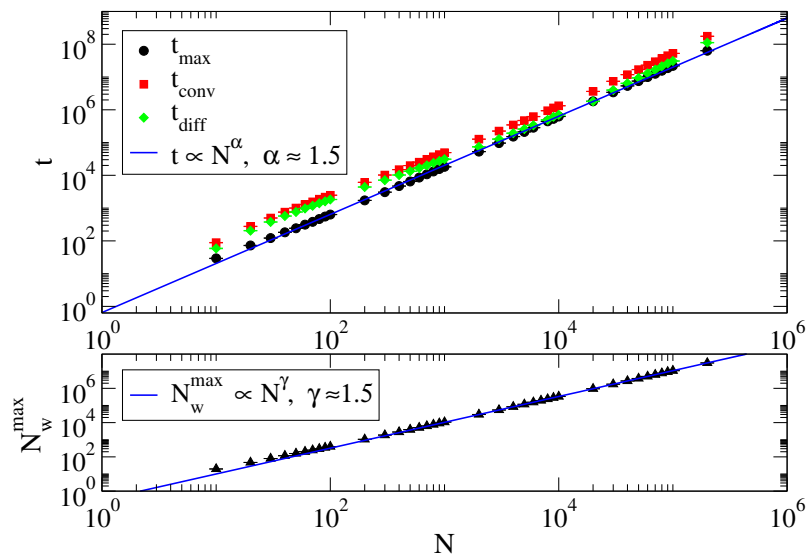 10^8
10^6
10^4
10^2
10^0
t
t_max
t_conv
t_diff
t ∝ N^α, α ≈ 1.5
10^0 10^2 10^4 10^6
10^6
10^4
10^2
10^0
N_w^max
N_w^max ∝ N^γ, γ ≈1.5
10^0 10^2 10^4 10^6
N